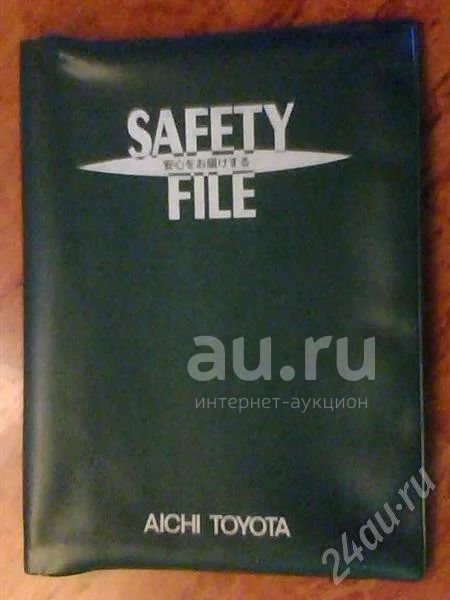 SAFETY
安心をお届けする
FILE
au.ru
интернет-аукцион
AICHI TOYOTA
24au.ru